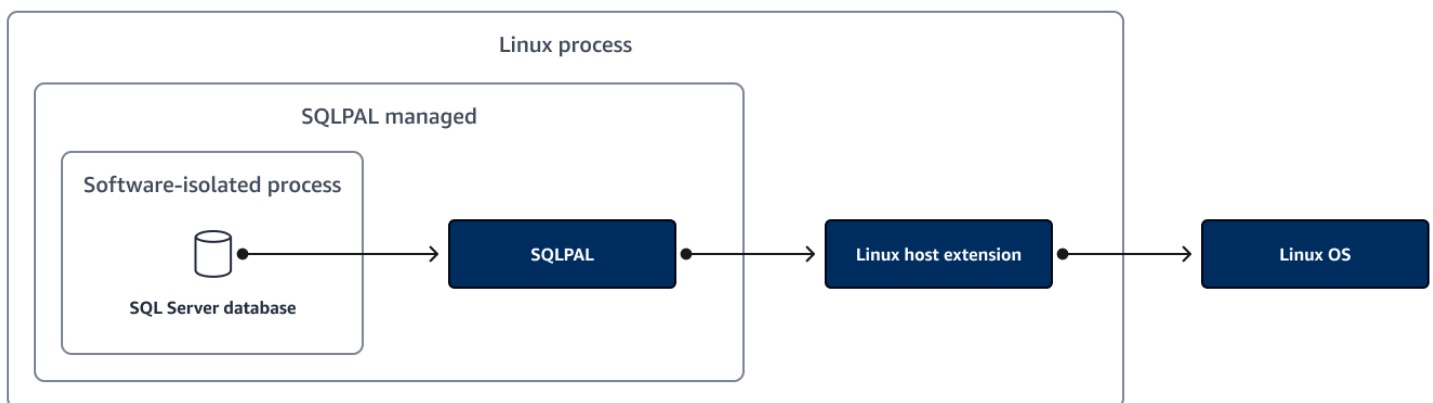 Linux process
SQLPAL managed
Software-isolated process
SQLPAL
Linux host extension
Linux OS
SQL Server database